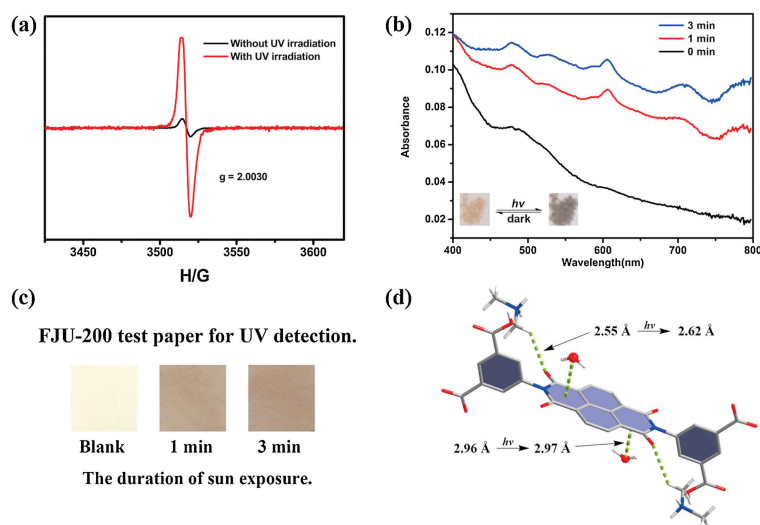 (a)
Without UV irradiation
With UV irradiation
g = 2.0030
3450 3500 3550 3600
H/G
(b)
3 min
1 min
0 min
0.12
0.10
0.08
0.06
0.04
0.02
Absorbance
hv
dark
400 500 600 700 800
Wavelength(nm)
(c)
FJU-200 test paper for UV detection.
Blank 1 min 3 min
The duration of sun exposure.
(d)
2.55 Å hv 2.62 Å
2.96 Å hv 2.97 Å